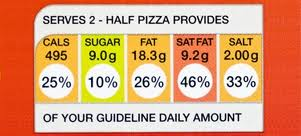 SERVES 2 - HALF PIZZA PROVIDES
CALS SUGAR FAT SAT FAT SALT
495 9.0g 18.3g 9.2g 2.00g
25% 10% 26% 46% 33%
OF YOUR GUIDELINE DAILY AMOUNT